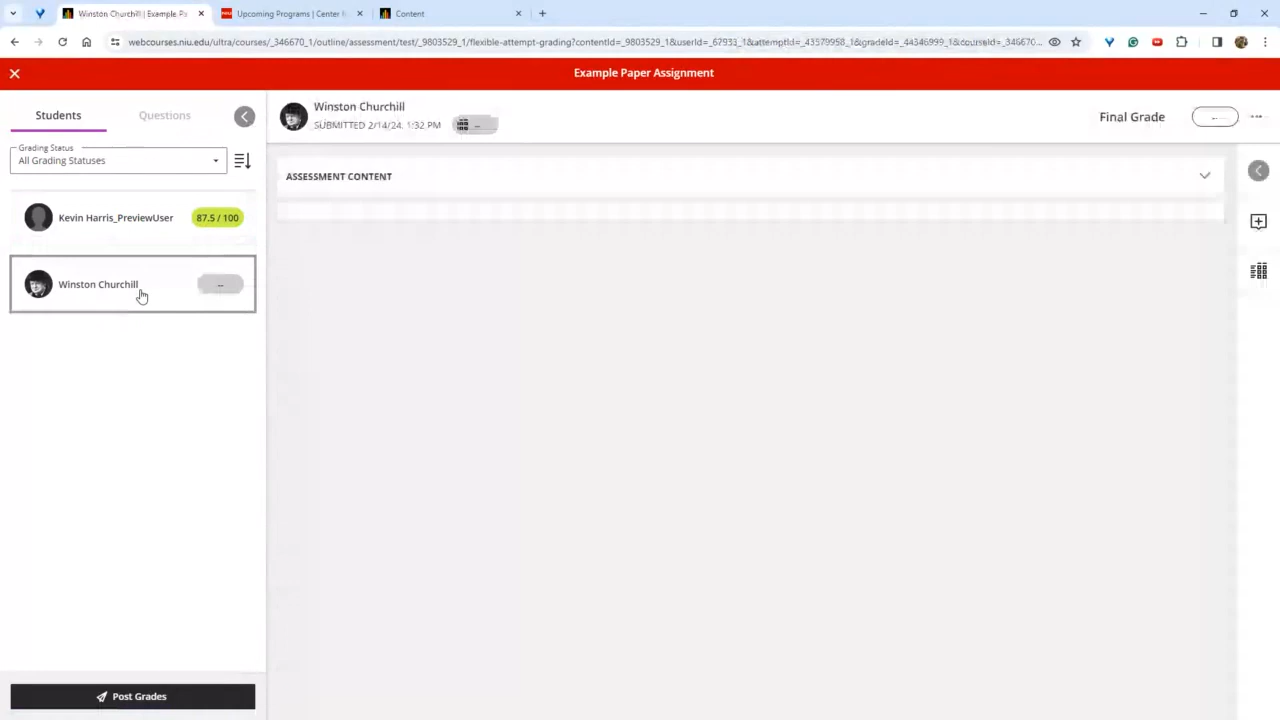 Winston Churchill | Example Pa
Upcoming Programs | Center
Content
webcourses.niu.edu/ultra/courses/_346670_1/outline/assessment/test/_9803529_1/flexible-attempt-grading?contentId=_9803529_1&userId=_67933_1&attemptId=_43579958_1&gradeId=_44346999_1&courseId=_346670...
Example Paper Assignment
Students
Questions
Grading Status
All Grading Statuses
Kevin Harris_PreviewUser
87.5 / 100
Winston Churchill
--
Post Grades
Winston Churchill
SUBMITTED 2/14/24, 1:32 PM
--
Final Grade
--
ASSESSMENT CONTENT